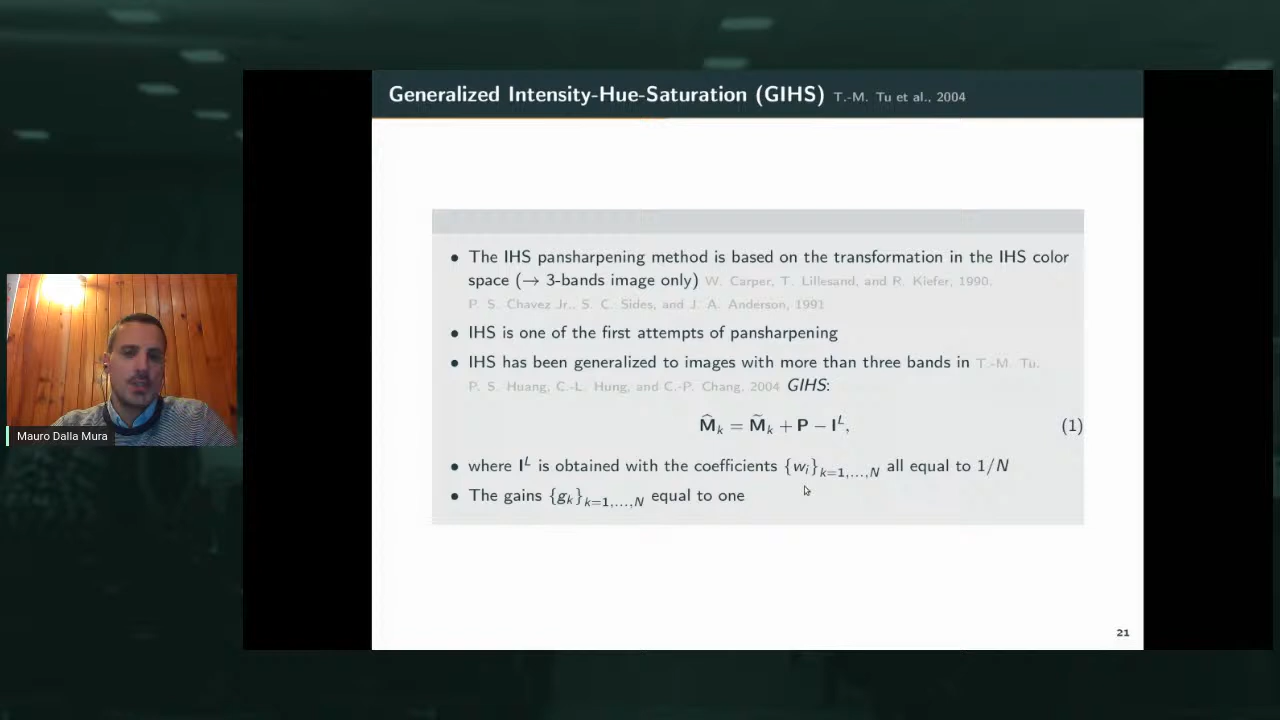 Generalized Intensity-Hue-Saturation (GIHS) T.-M. Tu et al., 2004
• The IHS pansharpening method is based on the transformation in the IHS color
space (→ 3-bands image only) W. Carper, T. Lillesand, and R. Kiefer, 1990,
P. S. Chavez Jr., S. C. Sides, and J. A. Anderson, 1991
• IHS is one of the first attempts of pansharpening
• IHS has been generalized to images with more than three bands in T.-M. Tu,
P. S. Huang, C.-L. Hung, and C.-P. Chang, 2004 GIHS:
M̂ₖ = M̃ₖ + P − Iᴸ, (1)
• where Iᴸ is obtained with the coefficients {wᵢ}ₖ₌₁,...,N all equal to 1/N
• The gains {gₖ}ₖ₌₁,...,N equal to one
21
Mauro Dalla Mura